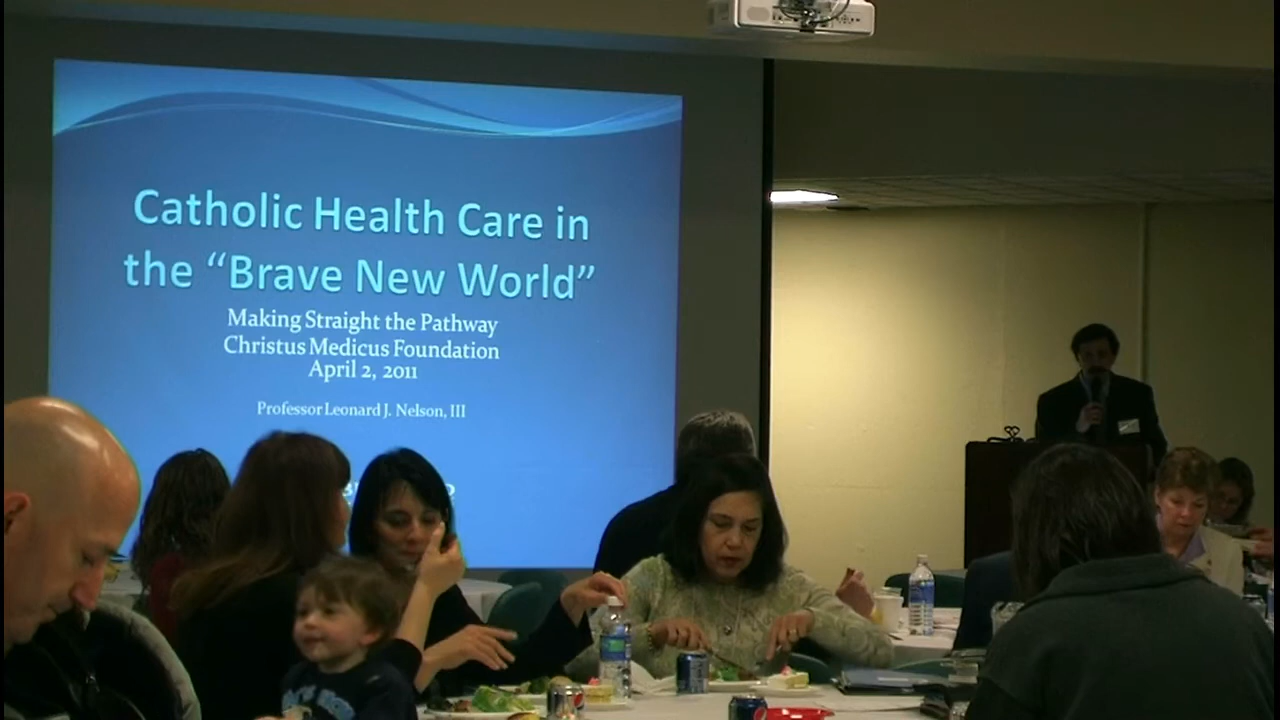 Catholic Health Care in
the “Brave New World”
Making Straight the Pathway
Christus Medicus Foundation
April 2, 2011
Professor Leonard J. Nelson, III